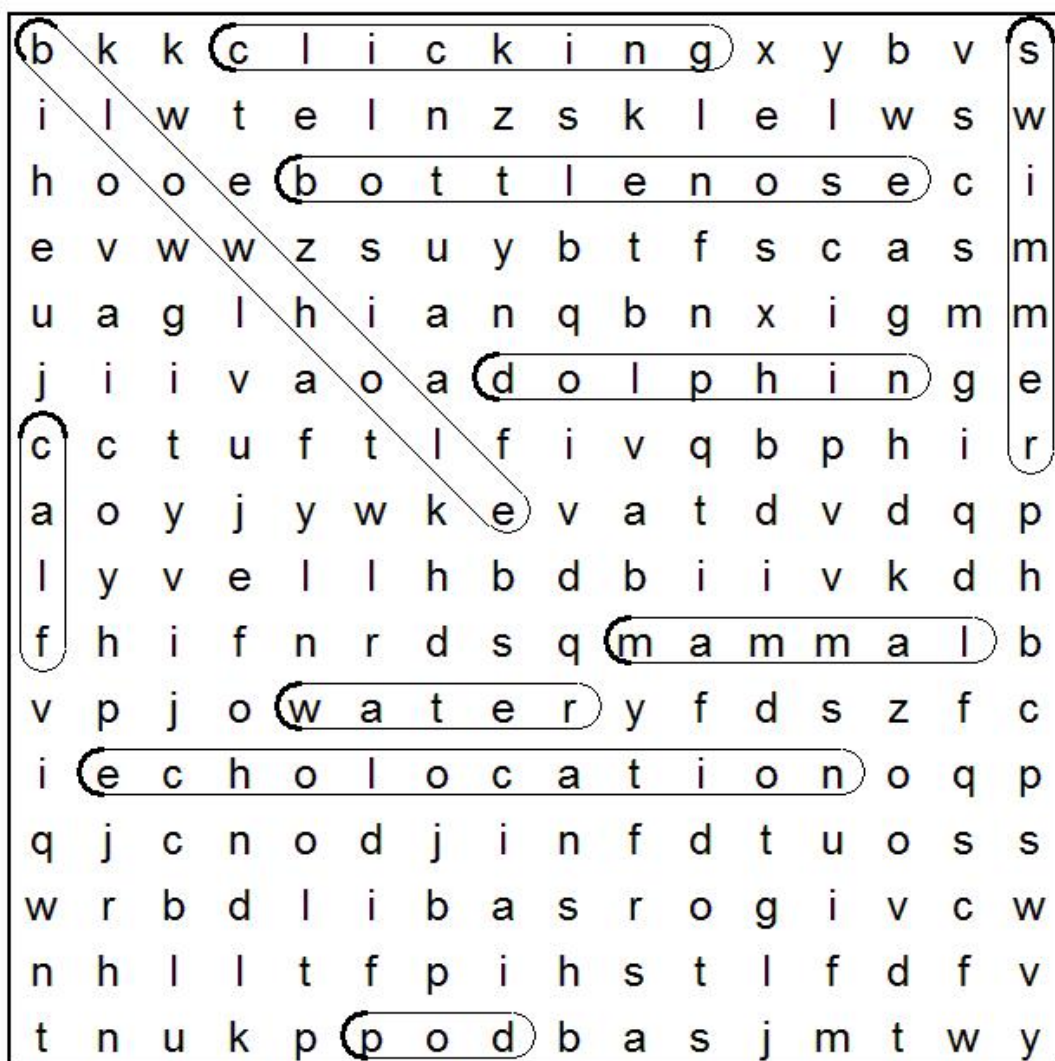 b k k c l i c k i n g x y b v s
i l w t e l n z s k l e l w s w
h o o e b o t t l e n o s e c i
e v w w z s u y b t f s c a s m
u a g l h i a n q b n x i g m m
j i i v a o a d o l p h i n g e
c c t u f t l f i v q b p h i r
a o y j y w k e v a t d v d q p
l y v e l l h b d b i i v k d h
f h i f n r d s q m a m m a l b
v p j o w a t e r y f d s z f c
i e c h o l o c a t i o n o q p
q j c n o d j i n f d t u o s s
w r b d l i b a s r o g i v c w
n h l l t f p i h s t l f d f v
t n u k p p o d b a s j m t w y